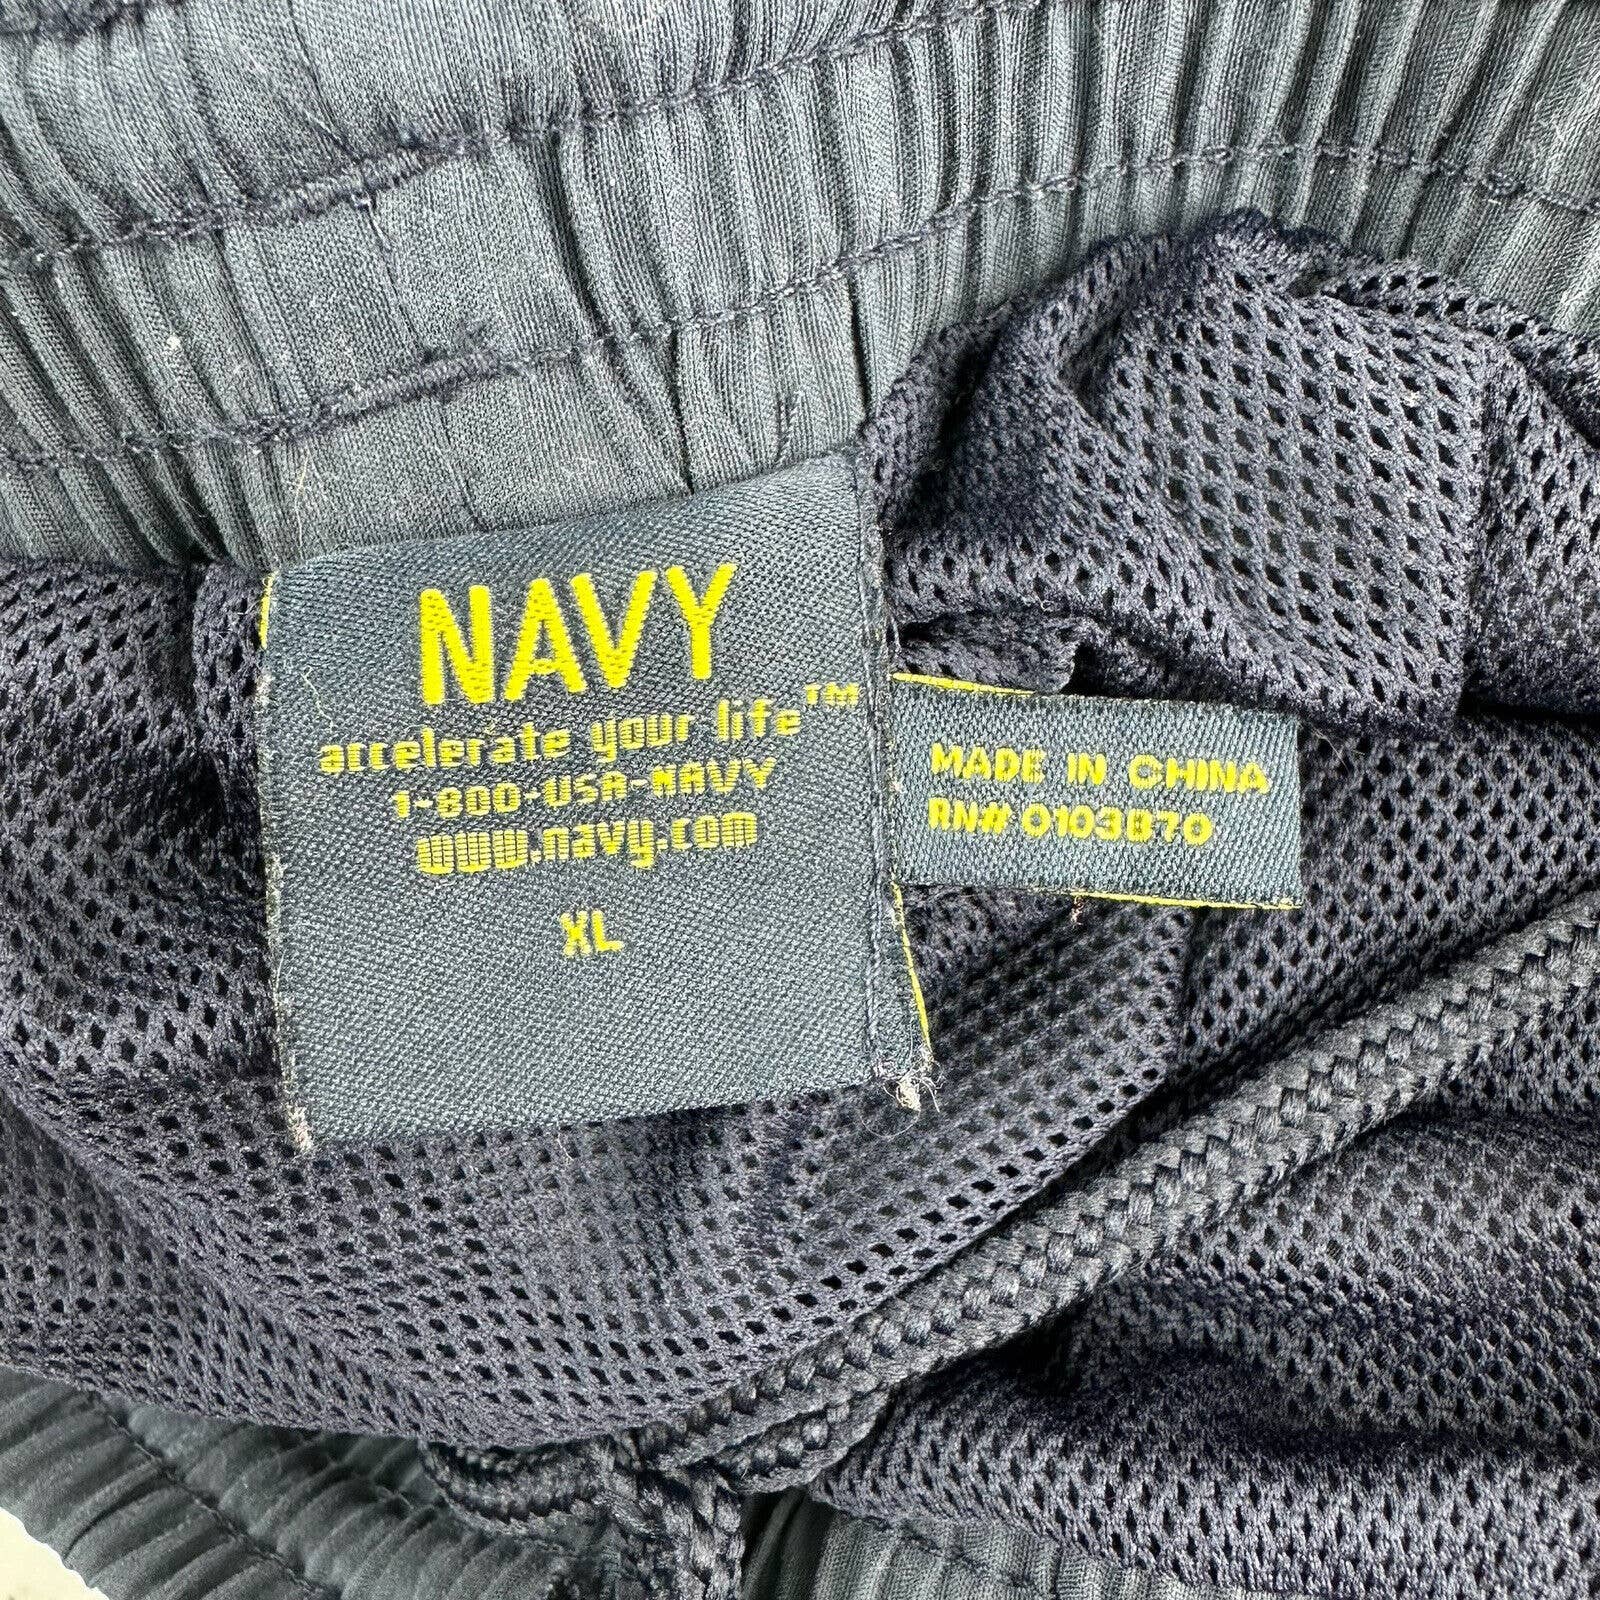 NAVY
accelerate your life™
1-800-USA-NAVY
www.navy.com
XL
MADE IN CHINA
RN# 0103870